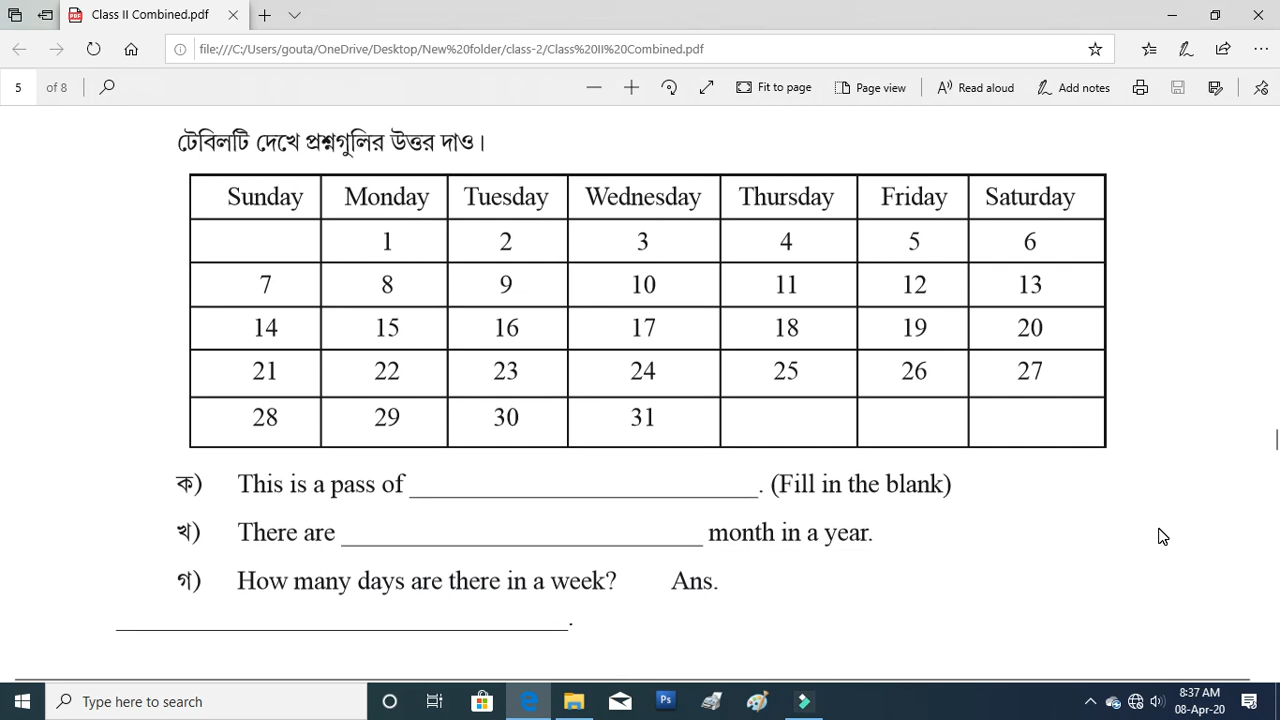 Class II Combined.pdf
file:///C:/Users/gouta/OneDrive/Desktop/New%20folder/class-2/Class%20II%20Combined.pdf
5 of 8 Fit to page Page view Read aloud Add notes
টেবিলটি দেখে প্রশ্নগুলির উত্তর দাও।
Sunday Monday Tuesday Wednesday Thursday Friday Saturday
1 2 3 4 5 6
7 8 9 10 11 12 13
14 15 16 17 18 19 20
21 22 23 24 25 26 27
28 29 30 31
ক) This is a pass of ____________________. (Fill in the blank)
খ) There are ____________________ month in a year.
গ) How many days are there in a week? Ans.
____________________.
Type here to search
8:37 AM
08-Apr-20